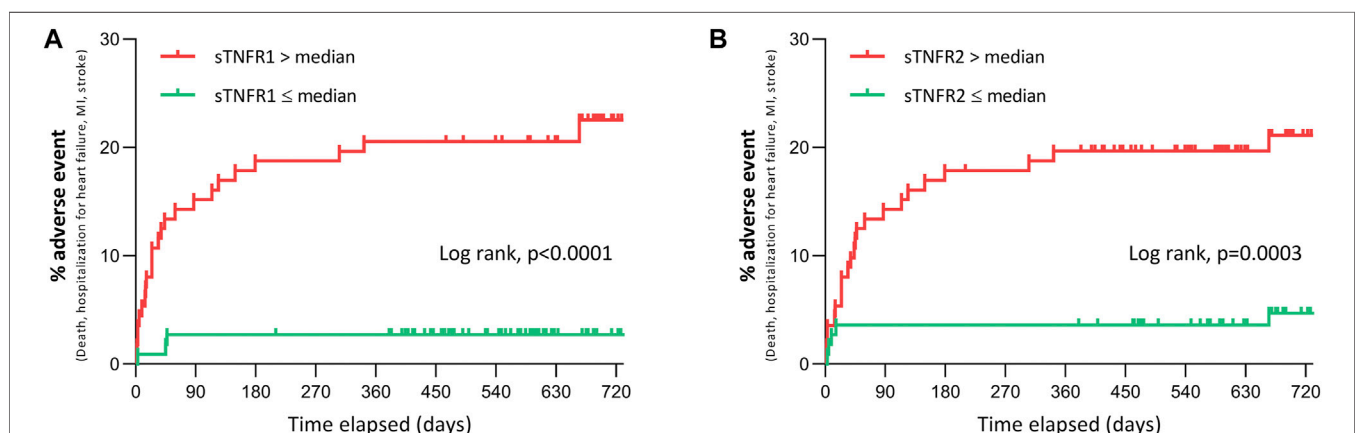 A
% adverse event
(Death, hospitalization for heart failure, MI, stroke)
30
20
10
0
sTNFR1 > median
sTNFR1 ≤ median
Log rank, p<0.0001
0 90 180 270 360 450 540 630 720
Time elapsed (days)
B
% adverse event
(Death, hospitalization for heart failure, MI, stroke)
30
20
10
0
sTNFR2 > median
sTNFR2 ≤ median
Log rank, p=0.0003
0 90 180 270 360 450 540 630 720
Time elapsed (days)